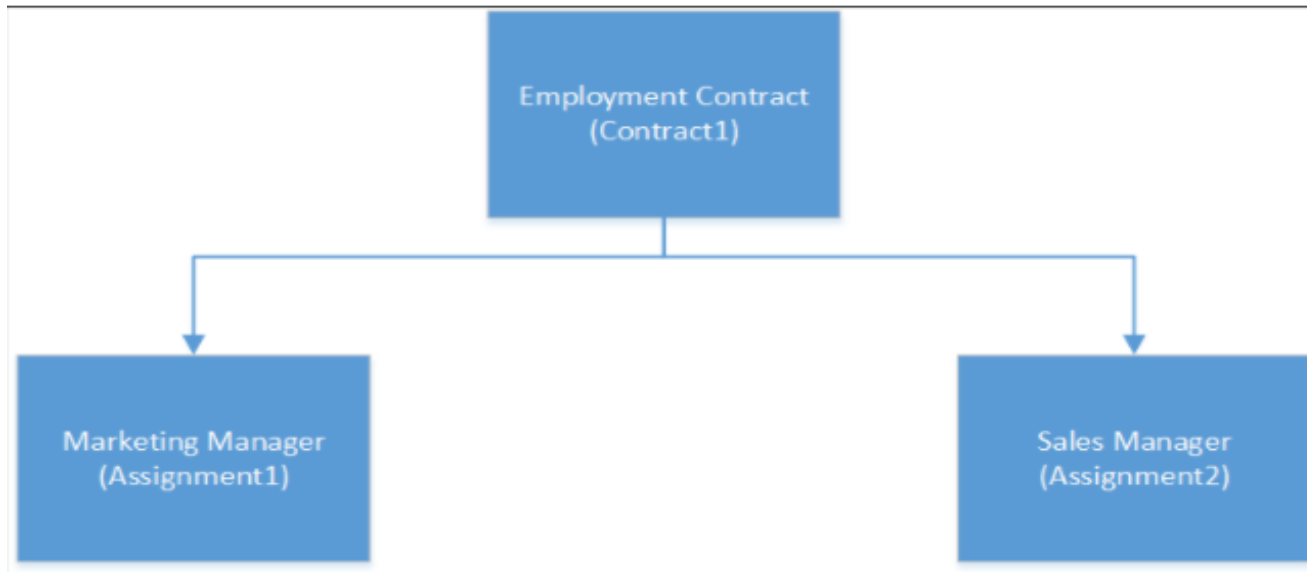 Employment Contract
(Contract1)
Marketing Manager
(Assignment1)
Sales Manager
(Assignment2)